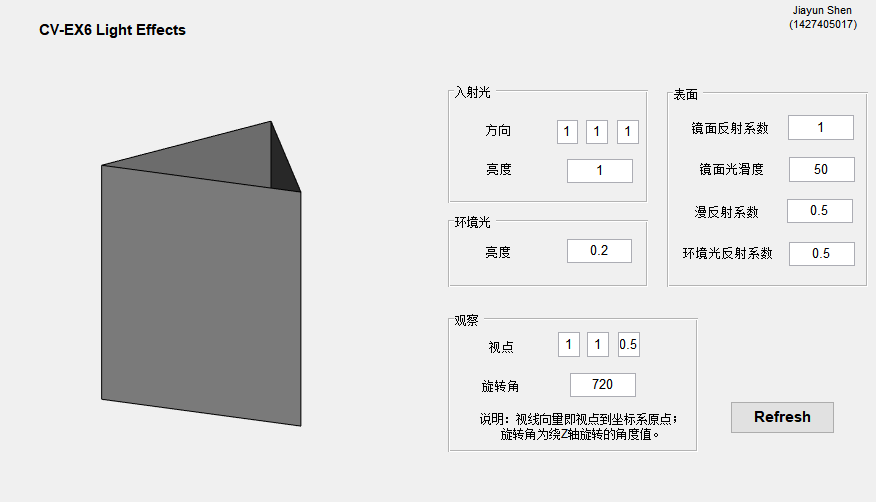 CV-EX6 Light Effects
Jiayun Shen
(1427405017)
入射光
方向 1 1 1
亮度 1
环境光
亮度 0.2
表面
镜面反射系数 1
镜面光滑度 50
漫反射系数 0.5
环境光反射系数 0.5
观察
视点 1 1 0.5
旋转角 720
说明：视线向量即视点到坐标系原点；
旋转角为绕Z轴旋转的角度值。
Refresh